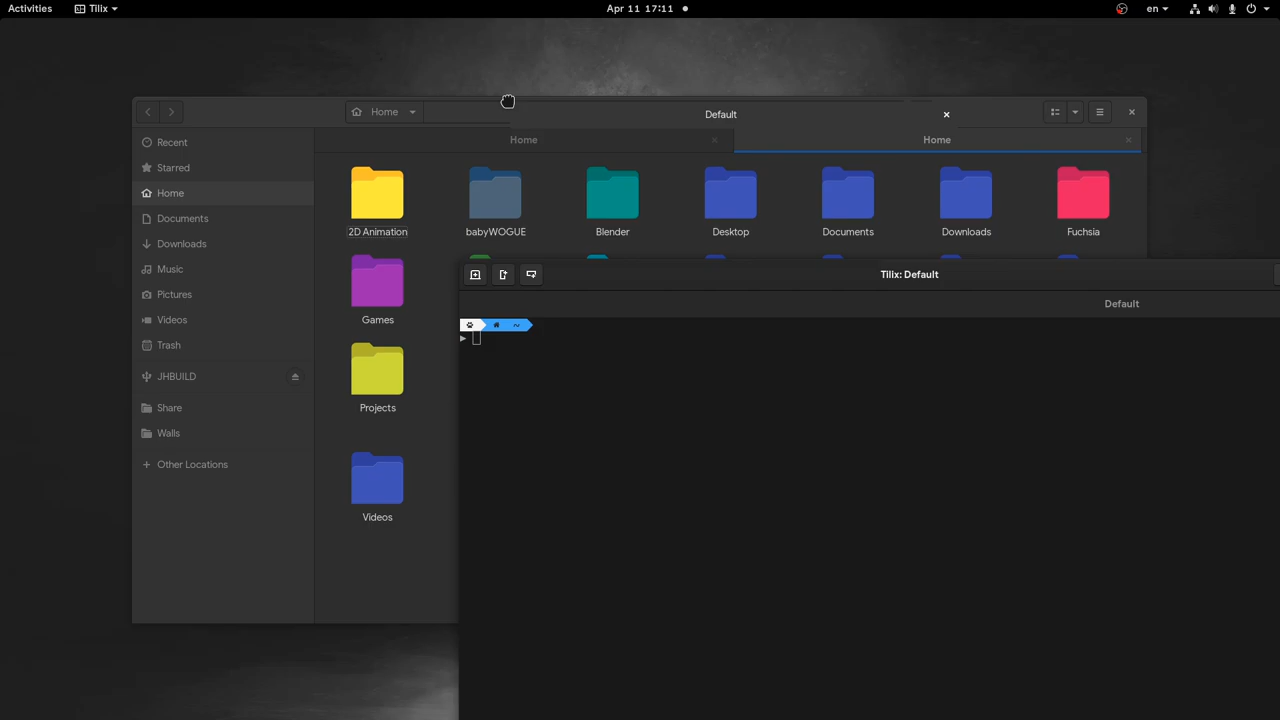 Activities
Tilix
Apr 11 17:11
en
Home
Default
Home
Home
Recent
Starred
Home
Documents
Downloads
Music
Pictures
Videos
Trash
JHBUILD
Share
Walls
Other Locations
2D Animation
babyWOGUE
Blender
Desktop
Documents
Downloads
Fuchsia
Games
Projects
Videos
Tilix: Default
Default
~